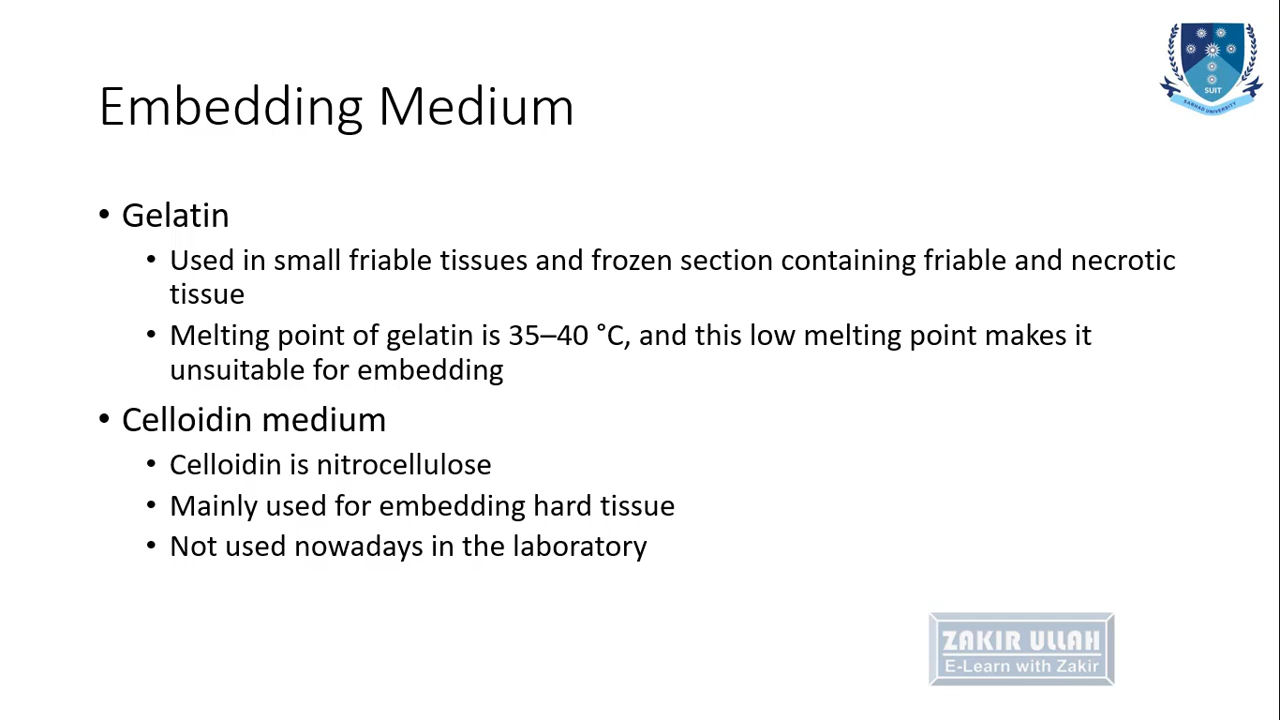 SUIT
SARHAD UNIVERSITY
Embedding Medium
• Gelatin
• Used in small friable tissues and frozen section containing friable and necrotic
tissue
• Melting point of gelatin is 35–40 °C, and this low melting point makes it
unsuitable for embedding
• Celloidin medium
• Celloidin is nitrocellulose
• Mainly used for embedding hard tissue
• Not used nowadays in the laboratory
ZAKIR ULLAH
E-Learn with Zakir